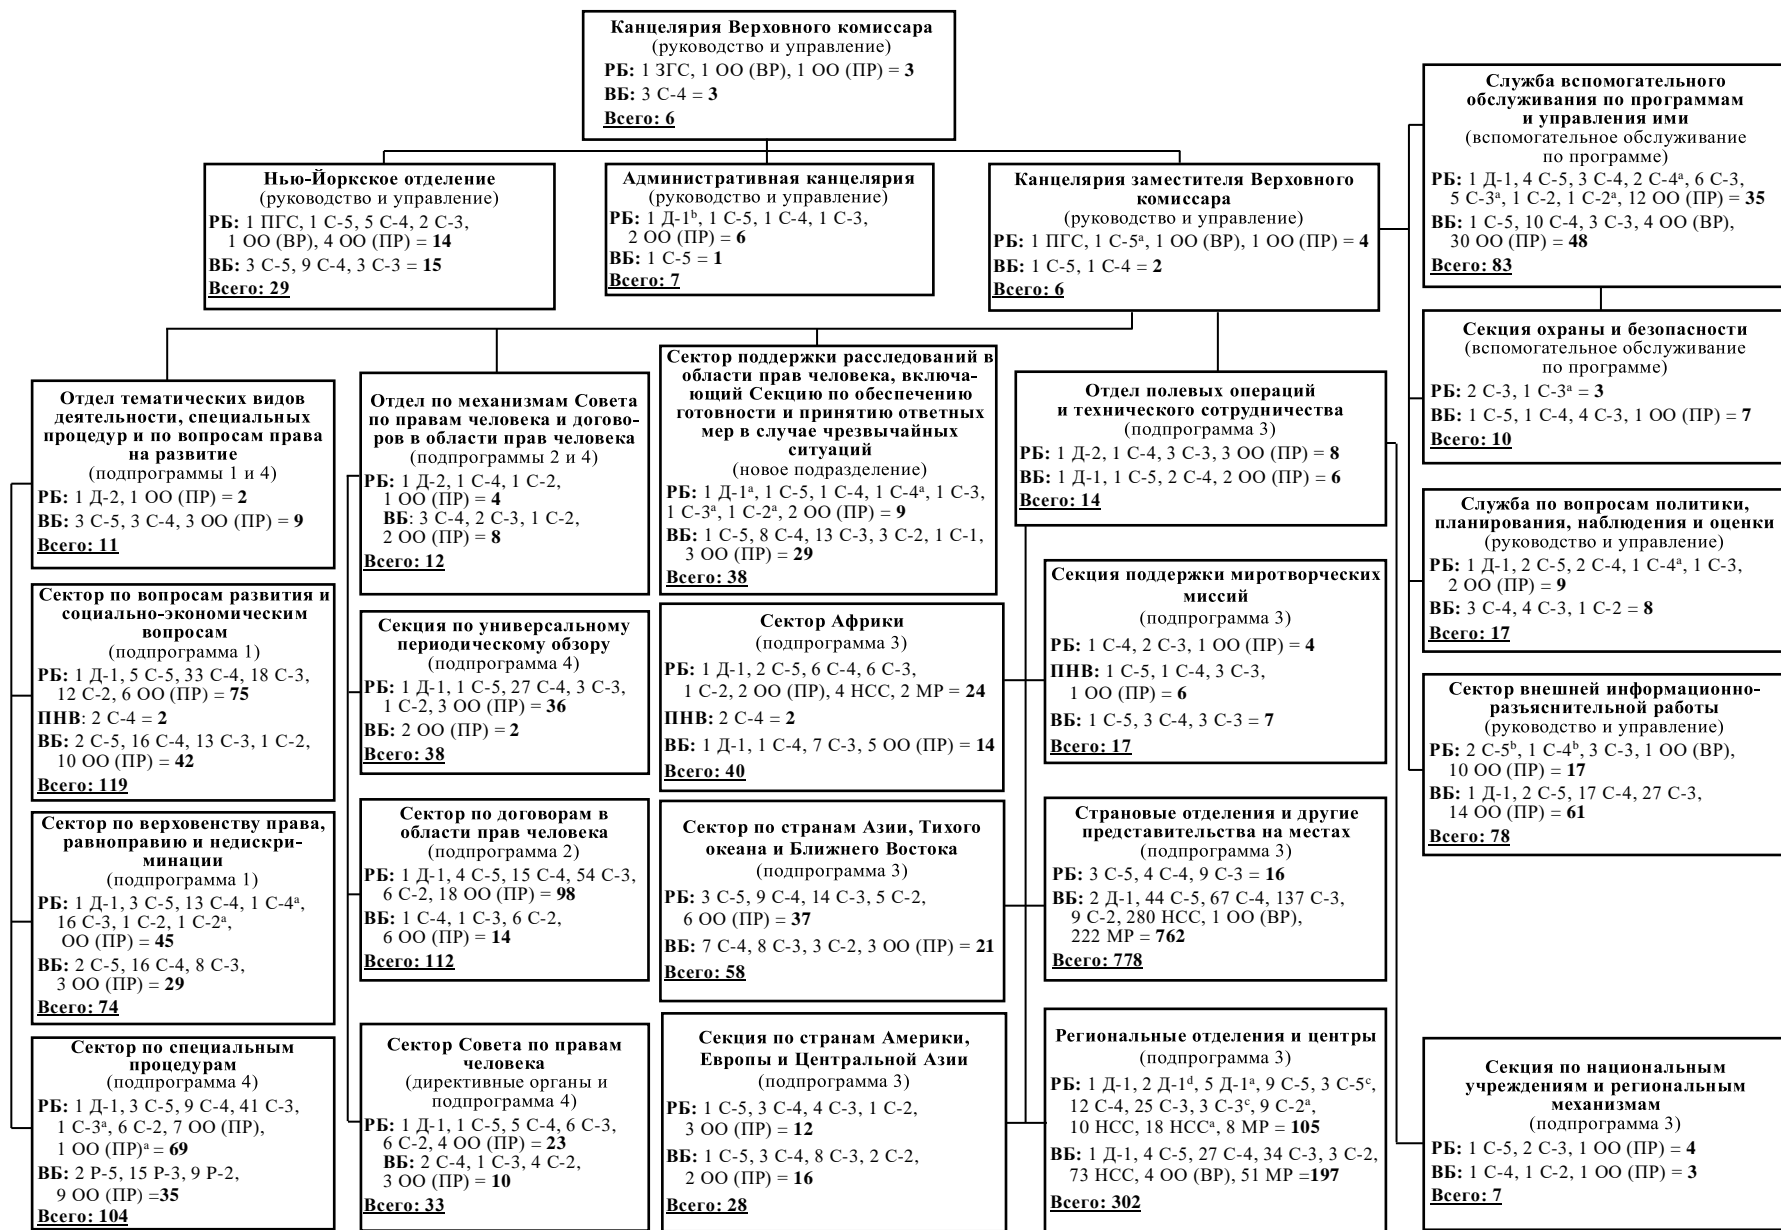 Канцелярия Верховного комиссара
(руководство и управление)
РБ: 1 ЗГС, 1 ОО (ВР), 1 ОО (ПР) = 3
ВБ: 3 С-4 = 3
Всего: 6
Служба вспомогательного
обслуживания по программам
и управления ими
(вспомогательное обслуживание
по программе)
РБ: 1 Д-1, 4 С-5, 3 С-4, 2 С-4ᵃ, 6 С-3,
5 С-3ᵃ, 1 С-2, 1 С-2ᵃ, 12 ОО (ПР) = 35
ВБ: 1 С-5, 10 С-4, 3 С-3, 4 ОО (ВР),
30 ОО (ПР) = 48
Всего: 83
Нью-Йоркское отделение
(руководство и управление)
РБ: 1 ПГС, 1 С-5, 5 С-4, 2 С-3,
1 ОО (ВР), 4 ОО (ПР) = 14
ВБ: 3 С-5, 9 С-4, 3 С-3 = 15
Всего: 29
Административная канцелярия
(руководство и управление)
РБ: 1 Д-1ᵇ, 1 С-5, 1 С-4, 1 С-3,
2 ОО (ПР) = 6
ВБ: 1 С-5 = 1
Всего: 7
Канцелярия заместителя Верховного
комиссара
(руководство и управление)
РБ: 1 ПГС, 1 С-5ᵃ, 1 ОО (ВР), 1 ОО (ПР) = 4
ВБ: 1 С-5, 1 С-4 = 2
Всего: 6
Секция охраны и безопасности
(вспомогательное обслуживание
по программе)
РБ: 2 С-3, 1 С-3ᵃ = 3
ВБ: 1 С-5, 1 С-4, 4 С-3, 1 ОО (ПР) = 7
Всего: 10
Отдел тематических видов
деятельности, специальных
процедур и по вопросам права
на развитие
(подпрограммы 1 и 4)
РБ: 1 Д-2, 1 ОО (ПР) = 2
ВБ: 3 С-5, 3 С-4, 3 ОО (ПР) = 9
Всего: 11
Отдел по механизмам Совета
по правам человека и догово-
ров в области прав человека
(подпрограммы 2 и 4)
РБ: 1 Д-2, 1 С-4, 1 С-2,
1 ОО (ПР) = 4
ВБ: 3 С-4, 2 С-3, 1 С-2,
2 ОО (ПР) = 8
Всего: 12
Сектор поддержки расследований в
области прав человека, включа-
ющий Секцию по обеспечению
готовности и принятию ответных
мер в случае чрезвычайных
ситуаций
(новое подразделение)
РБ: 1 Д-1ᵃ, 1 С-5, 1 С-4, 1 С-4ᵃ, 1 С-3,
1 С-3ᵃ, 1 С-2ᵃ, 2 ОО (ПР) = 9
ВБ: 1 С-5, 8 С-4, 13 С-3, 3 С-2, 1 С-1,
3 ОО (ПР) = 29
Всего: 38
Отдел полевых операций
и технического сотрудничества
(подпрограмма 3)
РБ: 1 Д-2, 1 С-4, 3 С-3, 3 ОО (ПР) = 8
ВБ: 1 Д-1, 1 С-5, 2 С-4, 2 ОО (ПР) = 6
Всего: 14
Служба по вопросам политики,
планирования, наблюдения и оценки
(руководство и управление)
РБ: 1 Д-1, 2 С-5, 2 С-4, 1 С-4ᵃ, 1 С-3,
2 ОО (ПР) = 9
ВБ: 3 С-4, 4 С-3, 1 С-2 = 8
Всего: 17
Сектор по вопросам развития и
социально-экономическим
вопросам
(подпрограмма 1)
РБ: 1 Д-1, 5 С-5, 33 С-4, 18 С-3,
12 С-2, 6 ОО (ПР) = 75
ПНВ: 2 С-4 = 2
ВБ: 2 С-5, 16 С-4, 13 С-3, 1 С-2,
10 ОО (ПР) = 42
Всего: 119
Секция по универсальному
периодическому обзору
(подпрограмма 4)
РБ: 1 Д-1, 1 С-5, 27 С-4, 3 С-3,
1 С-2, 3 ОО (ПР) = 36
ВБ: 2 ОО (ПР) = 2
Всего: 38
Сектор Африки
(подпрограмма 3)
РБ: 1 Д-1, 2 С-5, 6 С-4, 6 С-3,
1 С-2, 2 ОО (ПР), 4 НСС, 2 МР = 24
ПНВ: 2 С-4 = 2
ВБ: 1 Д-1, 1 С-4, 7 С-3, 5 ОО (ПР) = 14
Всего: 40
Секция поддержки миротворческих
миссий
(подпрограмма 3)
РБ: 1 С-4, 2 С-3, 1 ОО (ПР) = 4
ПНВ: 1 С-5, 1 С-4, 3 С-3,
1 ОО (ПР) = 6
ВБ: 1 С-5, 3 С-4, 3 С-3 = 7
Всего: 17
Сектор внешней информационно-
разъяснительной работы
(руководство и управление)
РБ: 2 С-5ᵇ, 1 С-4ᵇ, 3 С-3, 1 ОО (ВР),
10 ОО (ПР) = 17
ВБ: 1 Д-1, 2 С-5, 17 С-4, 27 С-3,
14 ОО (ПР) = 61
Всего: 78
Сектор по верховенству права,
равноправию и недискри-
минации
(подпрограмма 1)
РБ: 1 Д-1, 3 С-5, 13 С-4, 1 С-4ᵃ,
16 С-3, 1 С-2, 1 С-2ᵃ,
ОО (ПР) = 45
ВБ: 2 С-5, 16 С-4, 8 С-3,
3 ОО (ПР) = 29
Всего: 74
Сектор по договорам в
области прав человека
(подпрограмма 2)
РБ: 1 Д-1, 4 С-5, 15 С-4, 54 С-3,
6 С-2, 18 ОО (ПР) = 98
ВБ: 1 С-4, 1 С-3, 6 С-2,
6 ОО (ПР) = 14
Всего: 112
Сектор по странам Азии, Тихого
океана и Ближнего Востока
(подпрограмма 3)
РБ: 3 С-5, 9 С-4, 14 С-3, 5 С-2,
6 ОО (ПР) = 37
ВБ: 7 С-4, 8 С-3, 3 С-2, 3 ОО (ПР) = 21
Всего: 58
Страновые отделения и другие
представительства на местах
(подпрограмма 3)
РБ: 3 С-5, 4 С-4, 9 С-3 = 16
ВБ: 2 Д-1, 44 С-5, 67 С-4, 137 С-3,
9 С-2, 280 НСС, 1 ОО (ВР),
222 МР = 762
Всего: 778
Сектор по специальным
процедурам
(подпрограмма 4)
РБ: 1 Д-1, 3 С-5, 9 С-4, 41 С-3,
1 С-3ᵃ, 6 С-2, 7 ОО (ПР),
1 ОО (ПР)ᵃ = 69
ВБ: 2 Р-5, 15 Р-3, 9 Р-2,
9 ОО (ПР) =35
Всего: 104
Сектор Совета по правам
человека
(директивные органы и
подпрограмма 4)
РБ: 1 Д-1, 1 С-5, 5 С-4, 6 С-3,
6 С-2, 4 ОО (ПР) = 23
ВБ: 2 С-4, 1 С-3, 4 С-2,
3 ОО (ПР) = 10
Всего: 33
Секция по странам Америки,
Европы и Центральной Азии
(подпрограмма 3)
РБ: 1 С-5, 3 С-4, 4 С-3, 1 С-2,
3 ОО (ПР) = 12
ВБ: 1 С-5, 3 С-4, 8 С-3, 2 С-2,
2 ОО (ПР) = 16
Всего: 28
Региональные отделения и центры
(подпрограмма 3)
РБ: 1 Д-1, 2 Д-1ᵈ, 5 Д-1ᵃ, 9 С-5, 3 С-5ᶜ,
12 С-4, 25 С-3, 3 С-3ᶜ, 9 С-2ᵃ,
10 НСС, 18 НССᵃ, 8 МР = 105
ВБ: 1 Д-1, 4 С-5, 27 С-4, 34 С-3, 3 С-2,
73 НСС, 4 ОО (ВР), 51 МР =197
Всего: 302
Секция по национальным
учреждениям и региональным
механизмам
(подпрограмма 3)
РБ: 1 С-5, 2 С-3, 1 ОО (ПР) = 4
ВБ: 1 С-4, 1 С-2, 1 ОО (ПР) = 3
Всего: 7